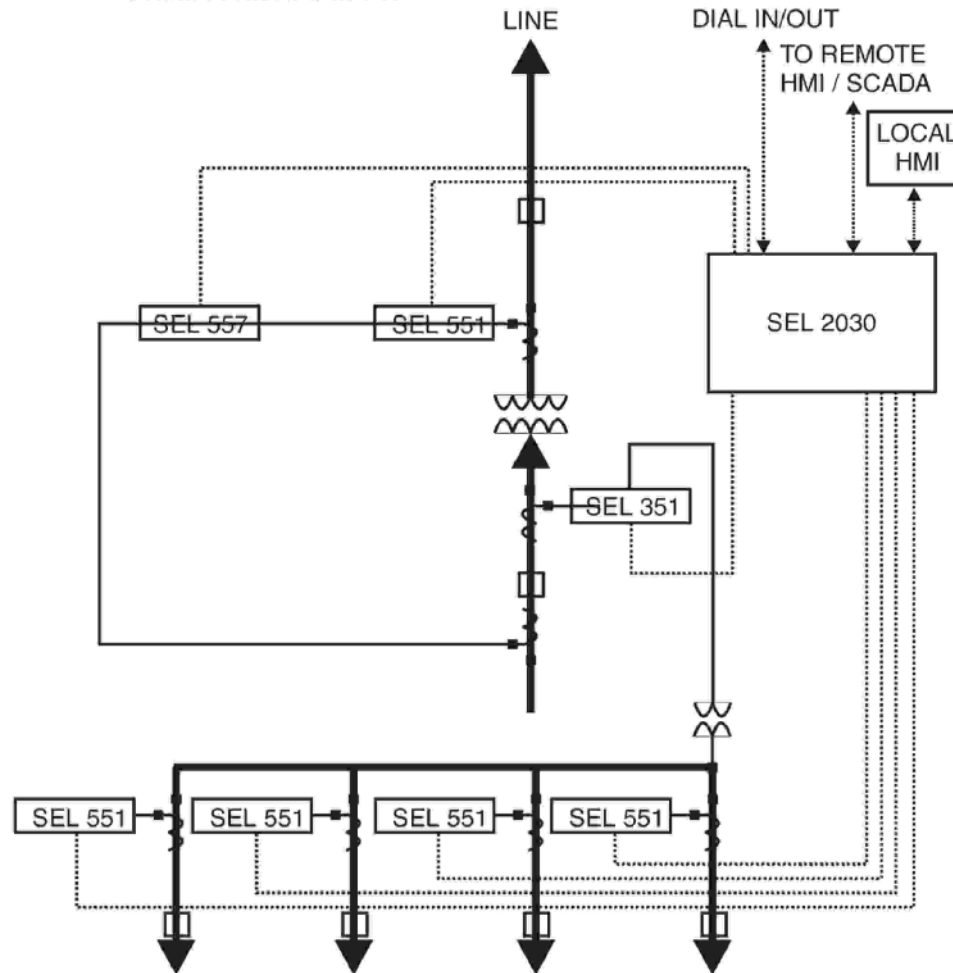 LINE
DIAL IN/OUT
TO REMOTE
HMI / SCADA
LOCAL
HMI
SEL 557
SEL 551
SEL 2030
SEL 351
SEL 551
SEL 551
SEL 551
SEL 551